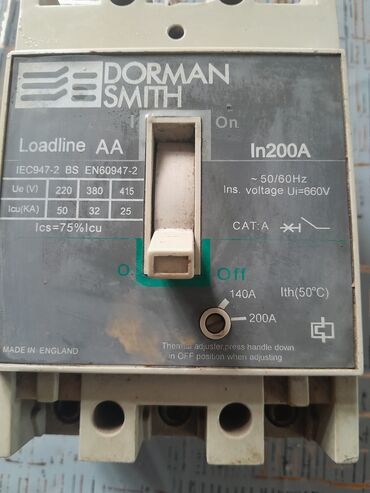 DORMAN
SMITH
I On
Loadline AA
In200A
IEC947-2 BS EN60947-2
~ 50/60Hz
Ins. voltage Ui=660V
Ue (V) 220 380 415
Icu(KA) 50 32 25
Ics=75%Icu
CAT:A
O Off
140A
Ith(50°C)
200A
MADE IN ENGLAND
Thermal adjuster,press handle down
in OFF position when adjusting